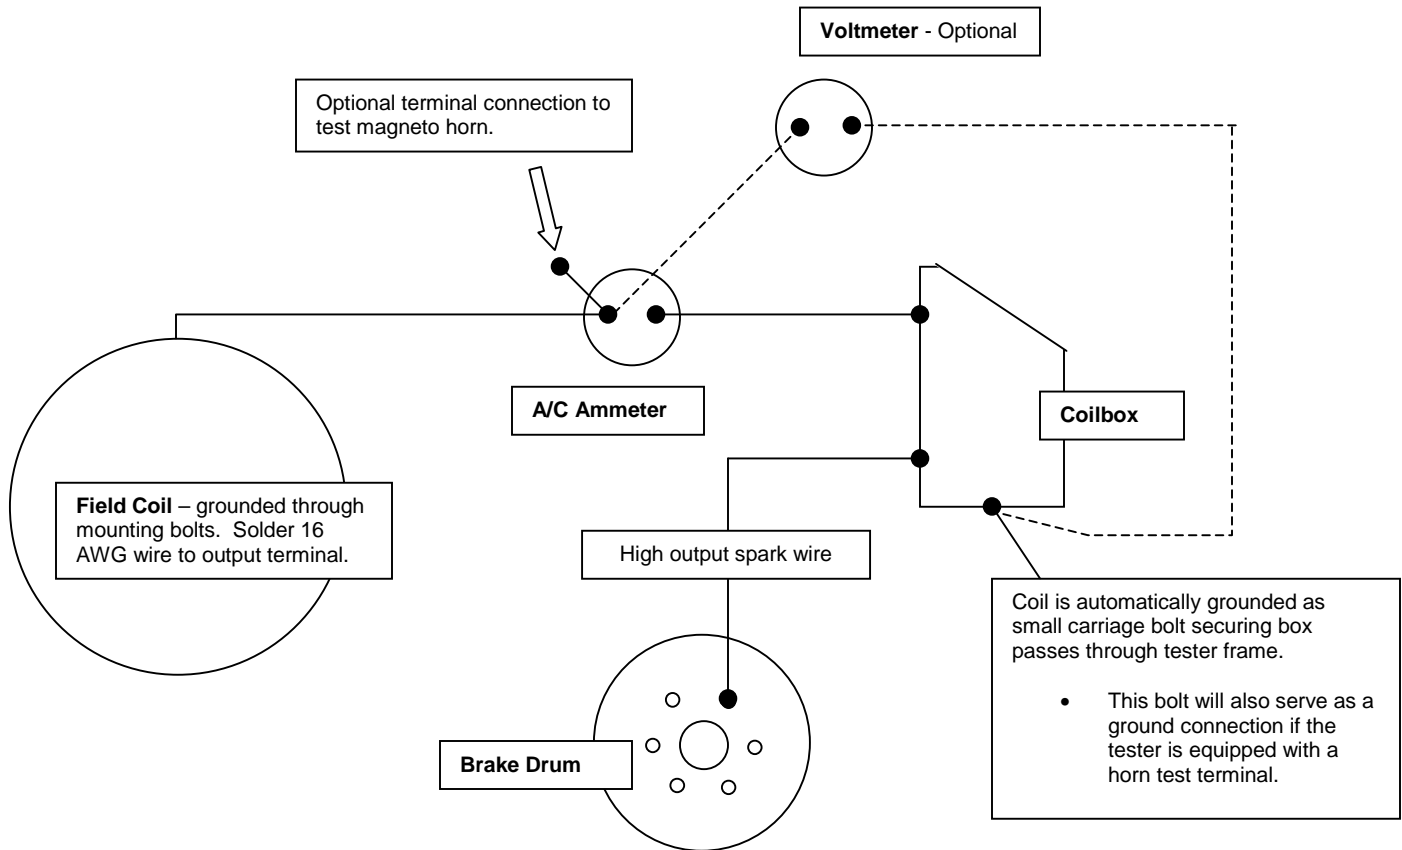 Voltmeter - Optional
Optional terminal connection to
test magneto horn.
A/C Ammeter
Coilbox
Field Coil – grounded through
mounting bolts.  Solder 16
AWG wire to output terminal.
High output spark wire
Coil is automatically grounded as
small carriage bolt securing box
passes through tester frame.
• This bolt will also serve as a
ground connection if the
tester is equipped with a
horn test terminal.
Brake Drum